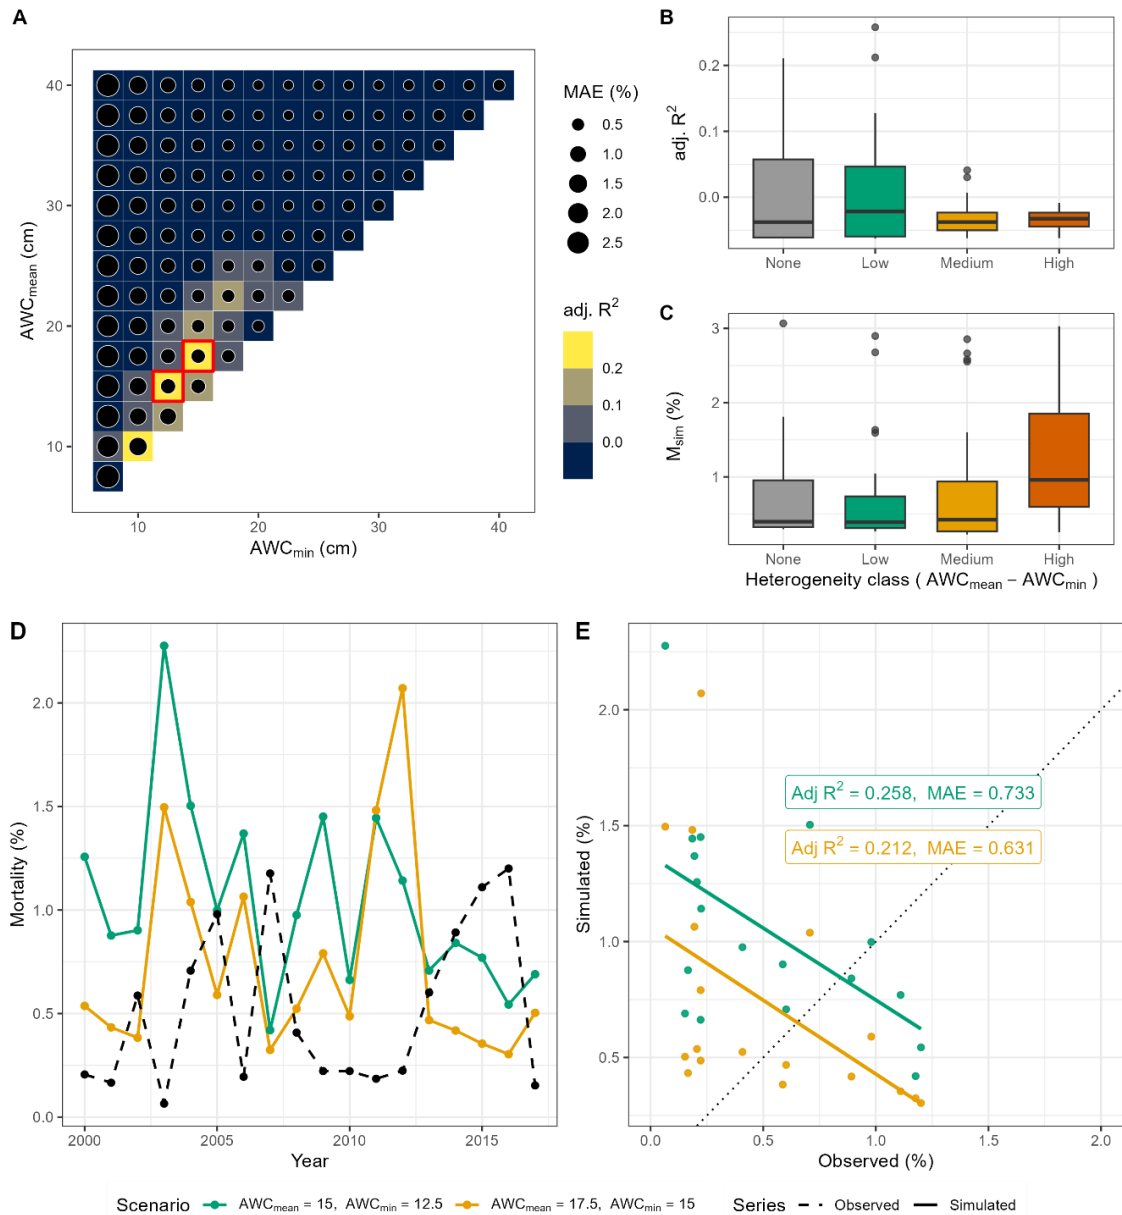 A
AWCmean (cm)
40
30
20
10
10 20 30 40
AWCmin (cm)
MAE (%)
0.5
1.0
1.5
2.0
2.5
adj. R²
0.2
0.1
0.0
B
adj. R²
0.2
0.1
0.0
None Low Medium High
C
Msim (%)
3
2
1
None Low Medium High
Heterogeneity class ( AWCmean − AWCmin )
D
Mortality (%)
2.0
1.5
1.0
0.5
0.0
2000 2005 2010 2015
Year
E
Simulated (%)
2.0
1.5
1.0
0.5
Adj R² = 0.258, MAE = 0.733
Adj R² = 0.212, MAE = 0.631
0.0 0.5 1.0 1.5 2.0
Observed (%)
Scenario AWCmean = 15, AWCmin = 12.5 AWCmean = 17.5, AWCmin = 15 Series Observed Simulated